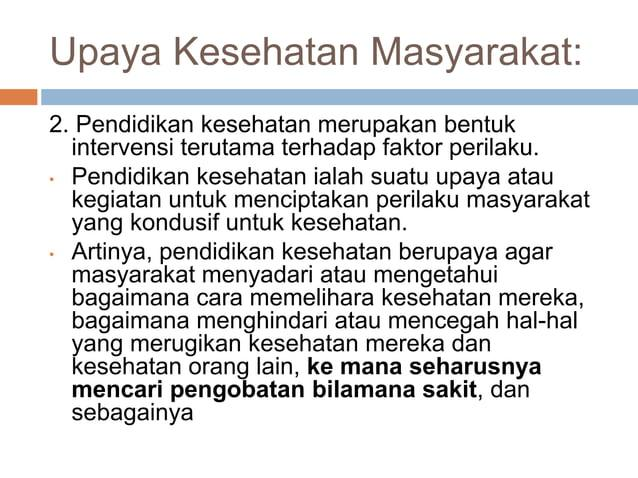 Upaya Kesehatan Masyarakat:
2. Pendidikan kesehatan merupakan bentuk
intervensi terutama terhadap faktor perilaku.
• Pendidikan kesehatan ialah suatu upaya atau
kegiatan untuk menciptakan perilaku masyarakat
yang kondusif untuk kesehatan.
• Artinya, pendidikan kesehatan berupaya agar
masyarakat menyadari atau mengetahui
bagaimana cara memelihara kesehatan mereka,
bagaimana menghindari atau mencegah hal-hal
yang merugikan kesehatan mereka dan
kesehatan orang lain, ke mana seharusnya
mencari pengobatan bilamana sakit, dan
sebagainya